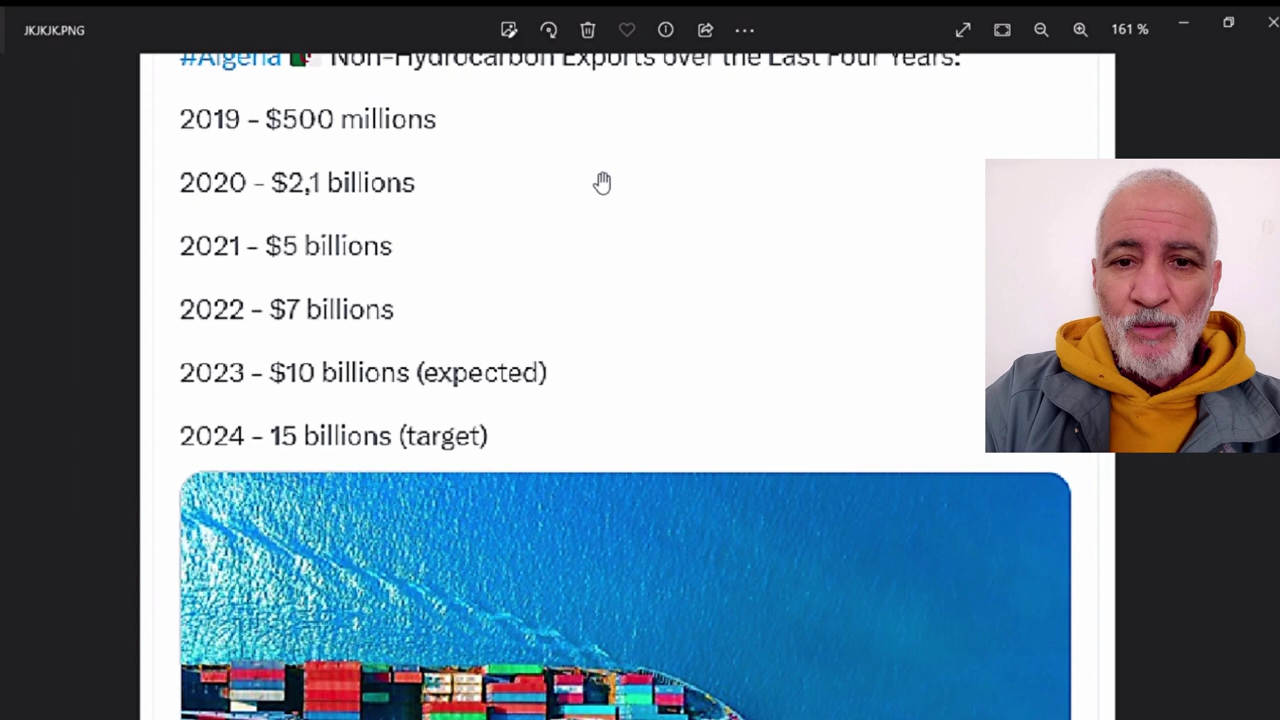 JKJKJK.PNG
161 %
#Algeria Non-Hydrocarbon Exports over the Last Four Years:
2019 - $500 millions
2020 - $2,1 billions
2021 - $5 billions
2022 - $7 billions
2023 - $10 billions (expected)
2024 - 15 billions (target)